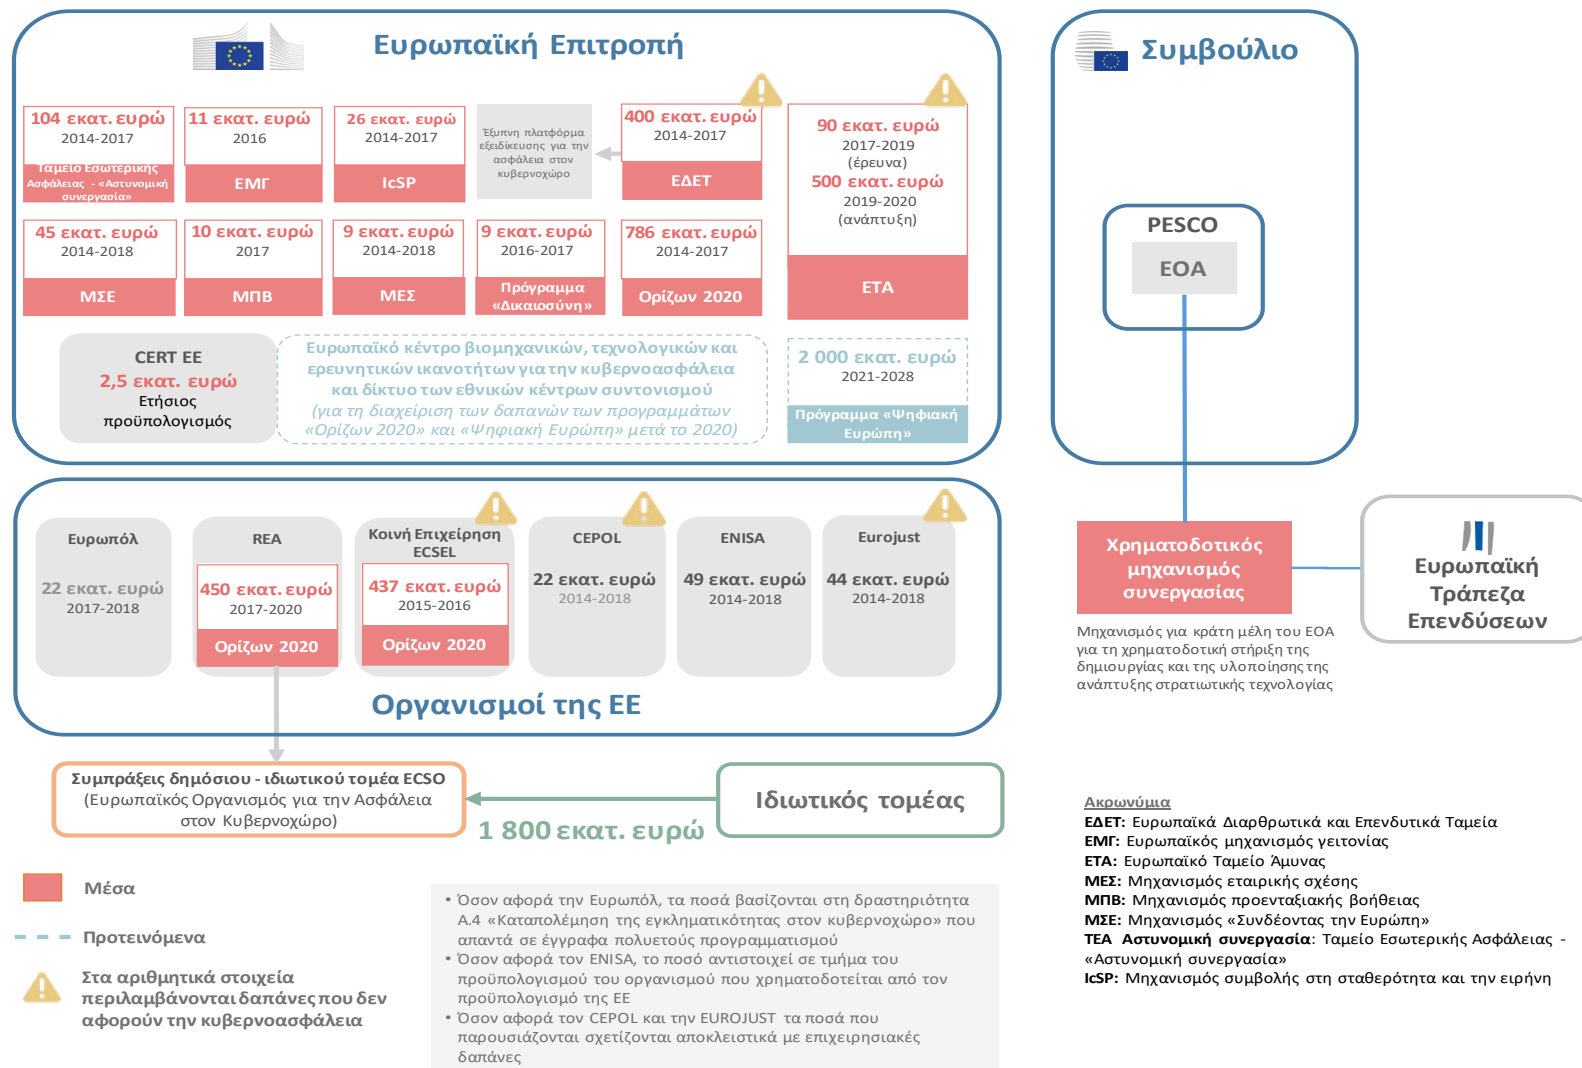 Ευρωπαϊκή Επιτροπή
104 εκατ. ευρώ
2014-2017
Ταμείο Εσωτερικής
Ασφάλειας - «Αστυνομική
συνεργασία»
11 εκατ. ευρώ
2016
ΕΜΓ
26 εκατ. ευρώ
2014-2017
IcSP
Έξυπνη πλατφόρμα
εξειδίκευσης για την
ασφάλεια στον
κυβερνοχώρο
400 εκατ. ευρώ
2014-2017
ΕΔΕΤ
90 εκατ. ευρώ
2017-2019
(έρευνα)
500 εκατ. ευρώ
2019-2020
(ανάπτυξη)
ΕΤΑ
45 εκατ. ευρώ
2014-2018
ΜΣΕ
10 εκατ. ευρώ
2017
ΜΠΒ
9 εκατ. ευρώ
2014-2018
ΜΕΣ
9 εκατ. ευρώ
2016-2017
Πρόγραμμα
«Δικαιοσύνη»
786 εκατ. ευρώ
2014-2017
Ορίζων 2020
CERT ΕΕ
2,5 εκατ. ευρώ
Ετήσιος
προϋπολογισμός
Ευρωπαϊκό κέντρο βιομηχανικών, τεχνολογικών και
ερευνητικών ικανοτήτων για την κυβερνοασφάλεια
και δίκτυο των εθνικών κέντρων συντονισμού
(για τη διαχείριση των δαπανών των προγραμμάτων
«Ορίζων 2020» και «Ψηφιακή Ευρώπη» μετά το 2020)
2 000 εκατ. ευρώ
2021-2028
Πρόγραμμα «Ψηφιακή
Ευρώπη»
Συμβούλιο
PESCO
ΕΟΑ
Χρηματοδοτικός
μηχανισμός
συνεργασίας
Μηχανισμός για κράτη μέλη του ΕΟΑ
για τη χρηματοδοτική στήριξη της
δημιουργίας και της υλοποίησης της
ανάπτυξης στρατιωτικής τεχνολογίας
Ευρωπαϊκή
Τράπεζα
Επενδύσεων
Ευρωπόλ
22 εκατ. ευρώ
2017-2018
REA
450 εκατ. ευρώ
2017-2020
Ορίζων 2020
Κοινή Επιχείρηση
ECSEL
437 εκατ. ευρώ
2015-2016
Ορίζων 2020
CEPOL
22 εκατ. ευρώ
2014-2018
ENISA
49 εκατ. ευρώ
2014-2018
Eurojust
44 εκατ. ευρώ
2014-2018
Οργανισμοί της ΕΕ
Συμπράξεις δημόσιου - ιδιωτικού τομέα ECSO
(Ευρωπαϊκός Οργανισμός για την Ασφάλεια
στον Κυβερνοχώρο)
1 800 εκατ. ευρώ
Ιδιωτικός τομέας
Μέσα
Προτεινόμενα
Στα αριθμητικά στοιχεία
περιλαμβάνονται δαπάνες που δεν
αφορούν την κυβερνοασφάλεια
• Όσον αφορά την Ευρωπόλ, τα ποσά βασίζονται στη δραστηριότητα
A.4 «Καταπολέμηση της εγκληματικότητας στον κυβερνοχώρο» που
απαντά σε έγγραφα πολυετούς προγραμματισμού
• Όσον αφορά τον ENISA, το ποσό αντιστοιχεί σε τμήμα του
προϋπολογισμού του οργανισμού που χρηματοδοτείται από τον
προϋπολογισμό της ΕΕ
• Όσον αφορά τον CEPOL και την EUROJUST τα ποσά που
παρουσιάζονται σχετίζονται αποκλειστικά με επιχειρησιακές
δαπάνες
Ακρωνύμια
ΕΔΕΤ: Ευρωπαϊκά Διαρθρωτικά και Επενδυτικά Ταμεία
ΕΜΓ: Ευρωπαϊκός μηχανισμός γειτονίας
ΕΤΑ: Ευρωπαϊκό Ταμείο Άμυνας
ΜΕΣ: Μηχανισμός εταιρικής σχέσης
ΜΠΒ: Μηχανισμός προενταξιακής βοήθειας
ΜΣΕ: Μηχανισμός «Συνδέοντας την Ευρώπη»
ΤΕΑ Αστυνομική συνεργασία: Ταμείο Εσωτερικής Ασφάλειας -
«Αστυνομική συνεργασία»
IcSP: Μηχανισμός συμβολής στη σταθερότητα και την ειρήνη